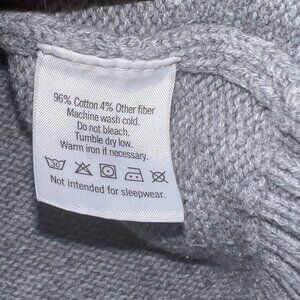 96% Cotton 4% Other fiber
Machine wash cold.
Do not bleach.
Tumble dry low.
Warm iron if necessary.
Not intended for sleepwear.